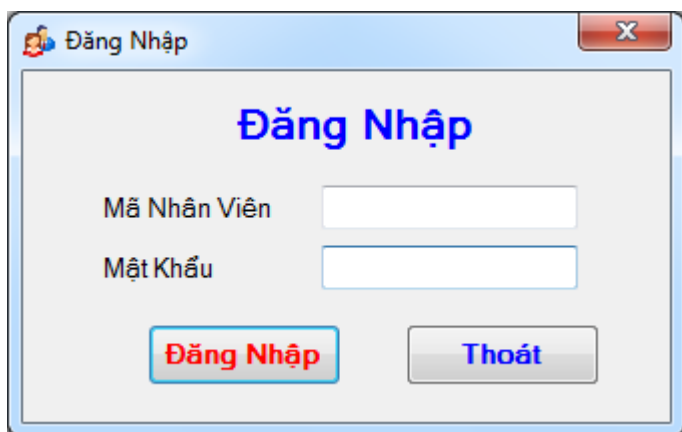 Đăng Nhập
Đăng Nhập
Mã Nhân Viên
Mật Khẩu
Đăng Nhập Thoát